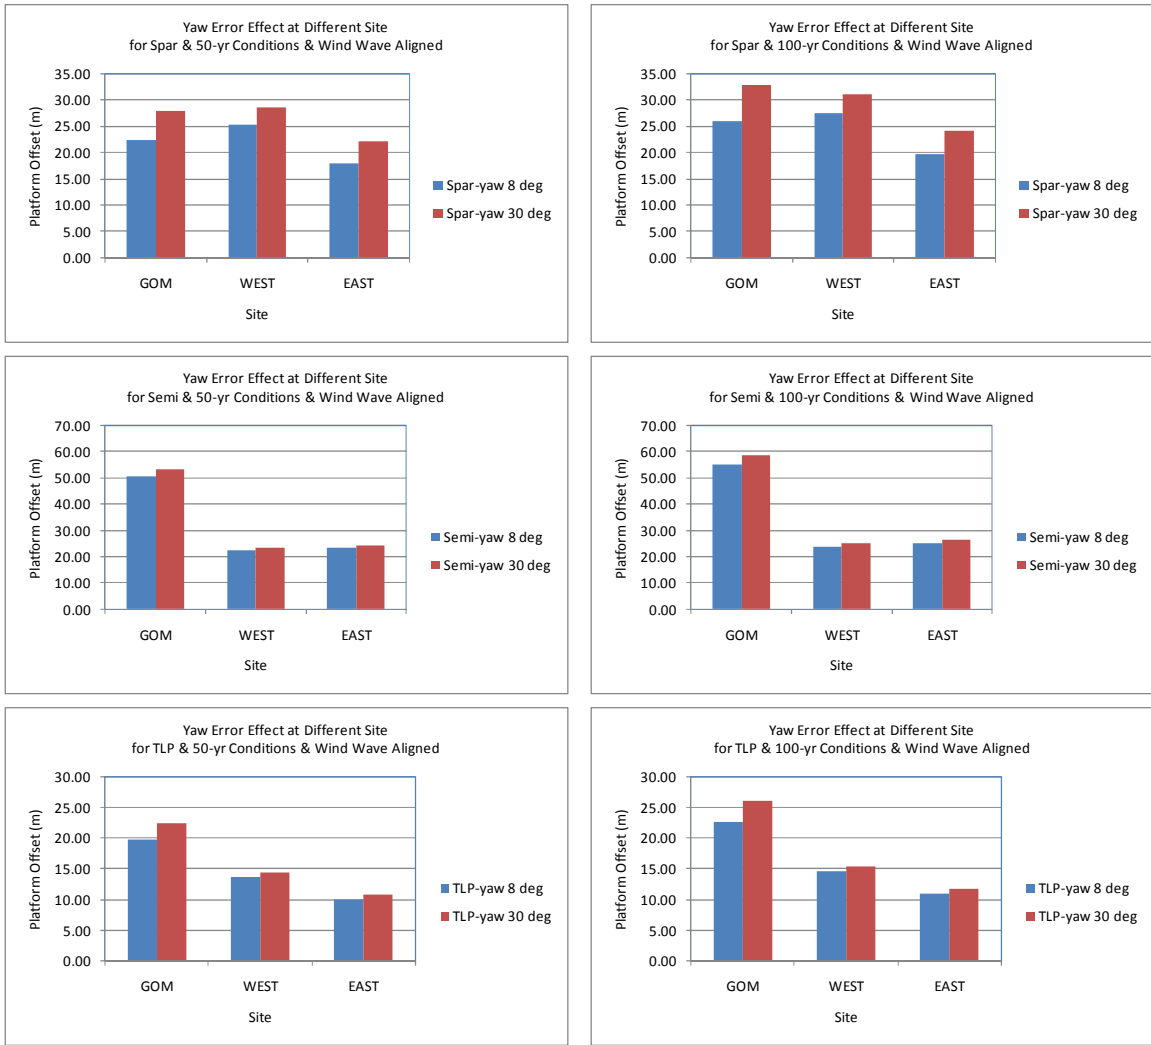 Yaw Error Effect at Different Site
for Spar & 50-yr Conditions & Wind Wave Aligned
35.00
30.00
25.00
20.00
15.00
10.00
5.00
0.00
Platform Offset (m)
GOM WEST EAST
Site
Spar-yaw 8 deg
Spar-yaw 30 deg
Yaw Error Effect at Different Site
for Spar & 100-yr Conditions & Wind Wave Aligned
35.00
30.00
25.00
20.00
15.00
10.00
5.00
0.00
Platform Offset (m)
GOM WEST EAST
Site
Spar-yaw 8 deg
Spar-yaw 30 deg
Yaw Error Effect at Different Site
for Semi & 50-yr Conditions & Wind Wave Aligned
70.00
60.00
50.00
40.00
30.00
20.00
10.00
0.00
Platform Offset (m)
GOM WEST EAST
Site
Semi-yaw 8 deg
Semi-yaw 30 deg
Yaw Error Effect at Different Site
for Semi & 100-yr Conditions & Wind Wave Aligned
70.00
60.00
50.00
40.00
30.00
20.00
10.00
0.00
Platform Offset (m)
GOM WEST EAST
Site
Semi-yaw 8 deg
Semi-yaw 30 deg
Yaw Error Effect at Different Site
for TLP & 50-yr Conditions & Wind Wave Aligned
30.00
25.00
20.00
15.00
10.00
5.00
0.00
Platform Offset (m)
GOM WEST EAST
Site
TLP-yaw 8 deg
TLP-yaw 30 deg
Yaw Error Effect at Different Site
for TLP & 100-yr Conditions & Wind Wave Aligned
30.00
25.00
20.00
15.00
10.00
5.00
0.00
Platform Offset (m)
GOM WEST EAST
Site
TLP-yaw 8 deg
TLP-yaw 30 deg